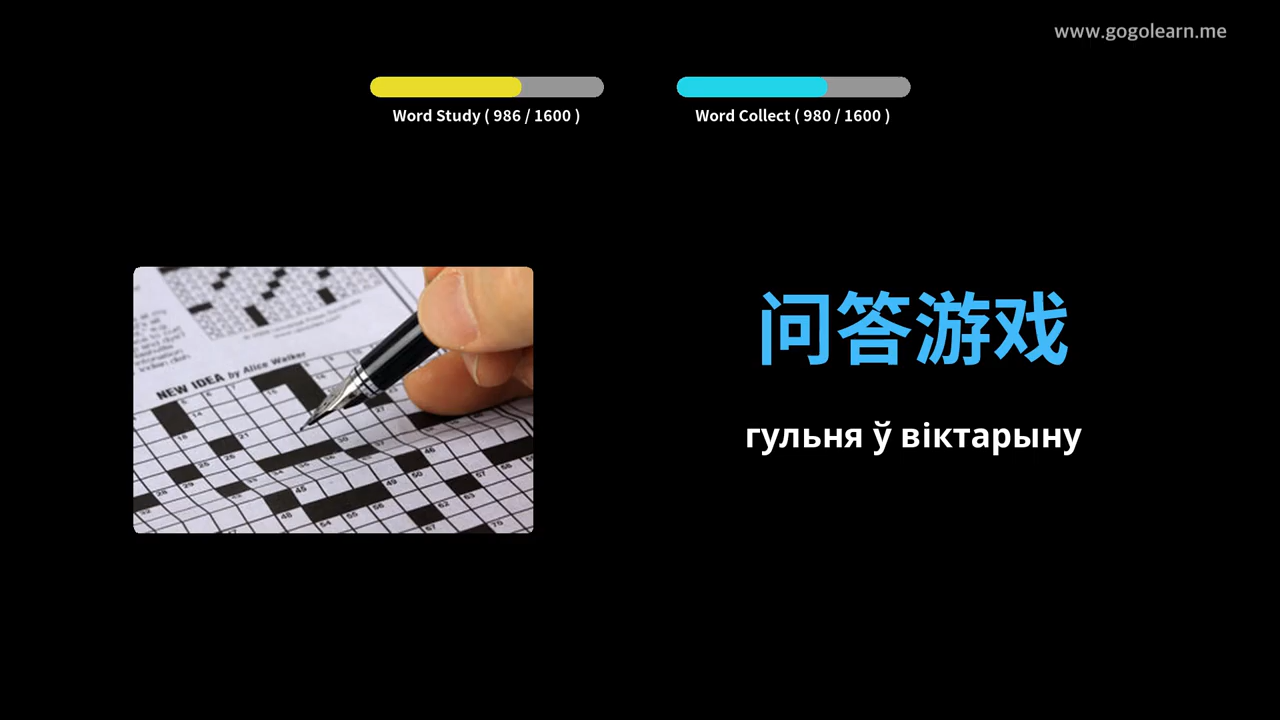 www.gogolearn.me
Word Study ( 986 / 1600 )
Word Collect ( 980 / 1600 )
NEW IDEA by Alice Walker
问答游戏
гульня ў віктарыну